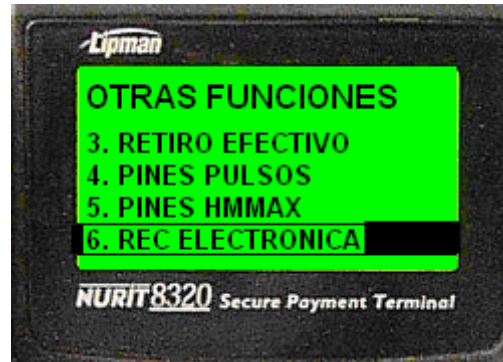 Lipman
OTRAS FUNCIONES
3. RETIRO EFECTIVO
4. PINES PULSOS
5. PINES HMMAX
6. REC ELECTRONICA
NURIT 8320 Secure Payment Terminal